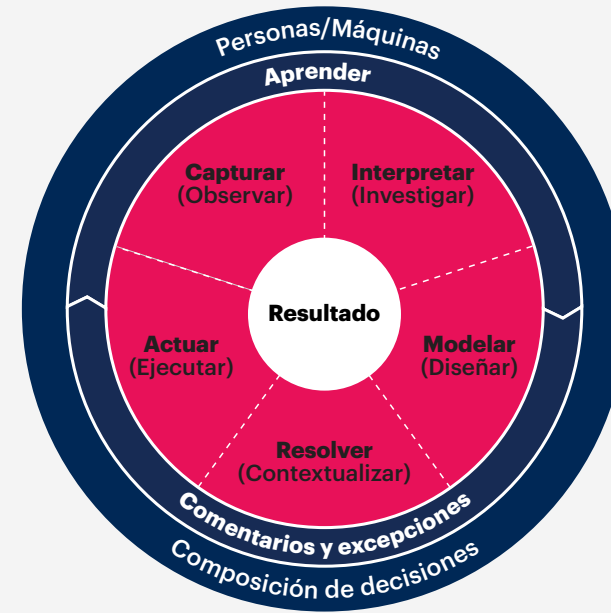 Personas/Máquinas
Aprender
Capturar
(Observar)
Interpretar
(Investigar)
Resultado
Actuar
(Ejecutar)
Modelar
(Diseñar)
Resolver
(Contextualizar)
Comentarios y excepciones
Composición de decisiones